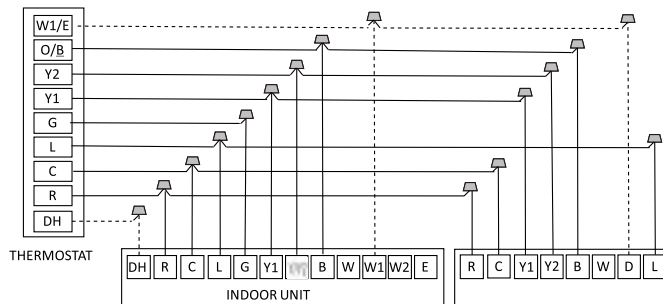 W1/E
O/B
Y2
Y1
G
L
C
R
DH
THERMOSTAT
DH R C L G Y1 B W W1 W2 E
INDOOR UNIT
R C Y1 Y2 B W D L